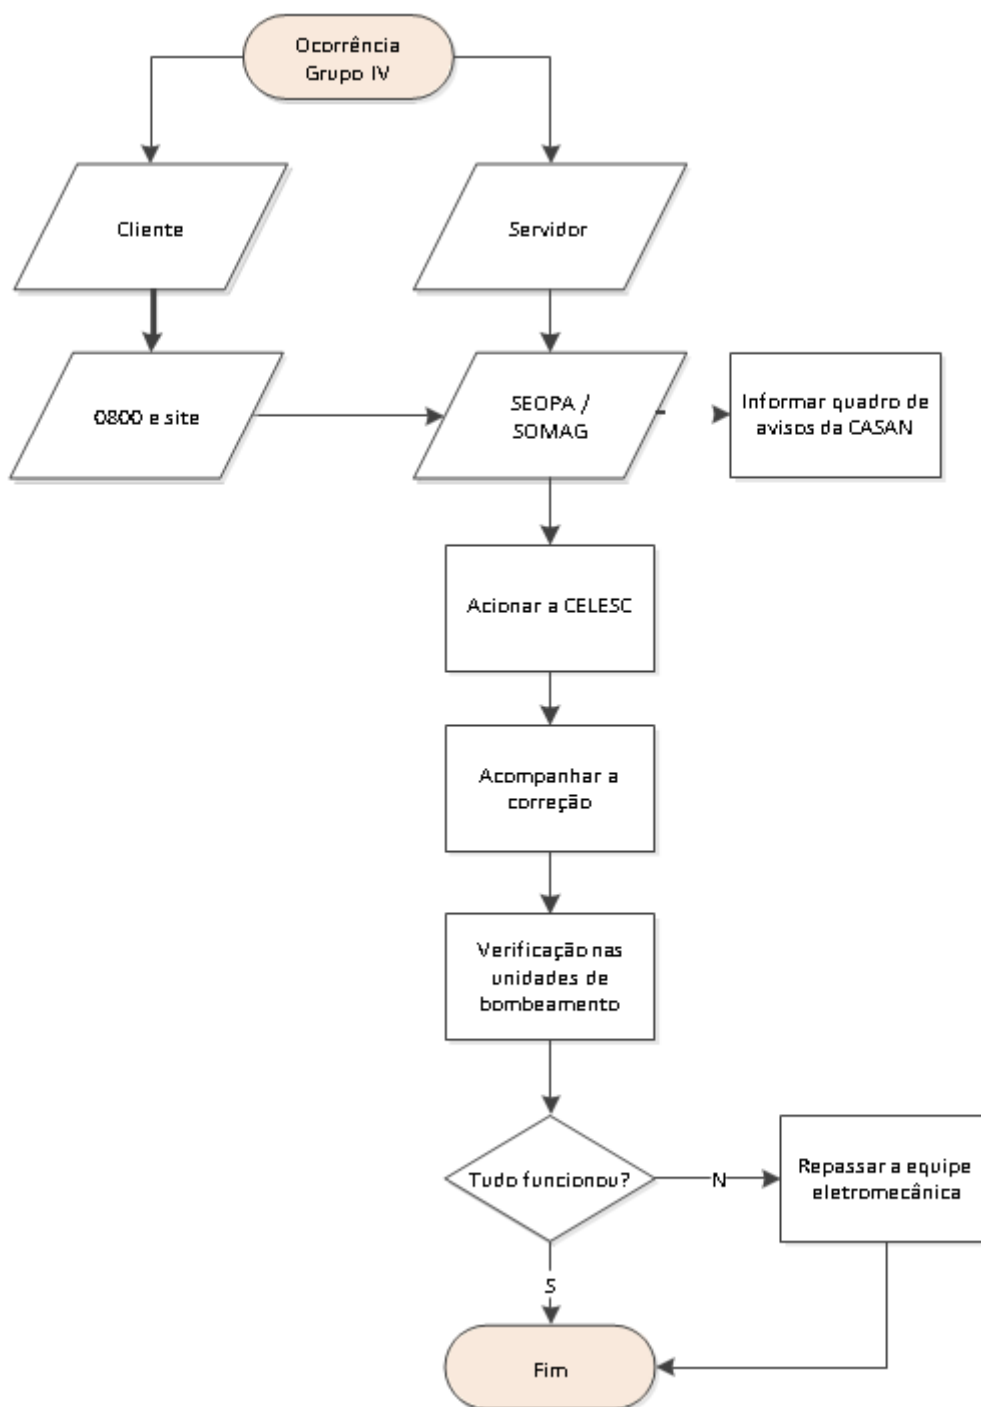 Ocorrência
Grupo IV
Cliente
Servidor
0800 e site
SEOPA /
SOMAG
Informar quadro de
avisos da CASAN
Acionar a CELESC
Acompanhar a
correção
Verificação nas
unidades de
bombeamento
Tudo funcionou?
N
Repassar a equipe
eletromecânica
S
Fim